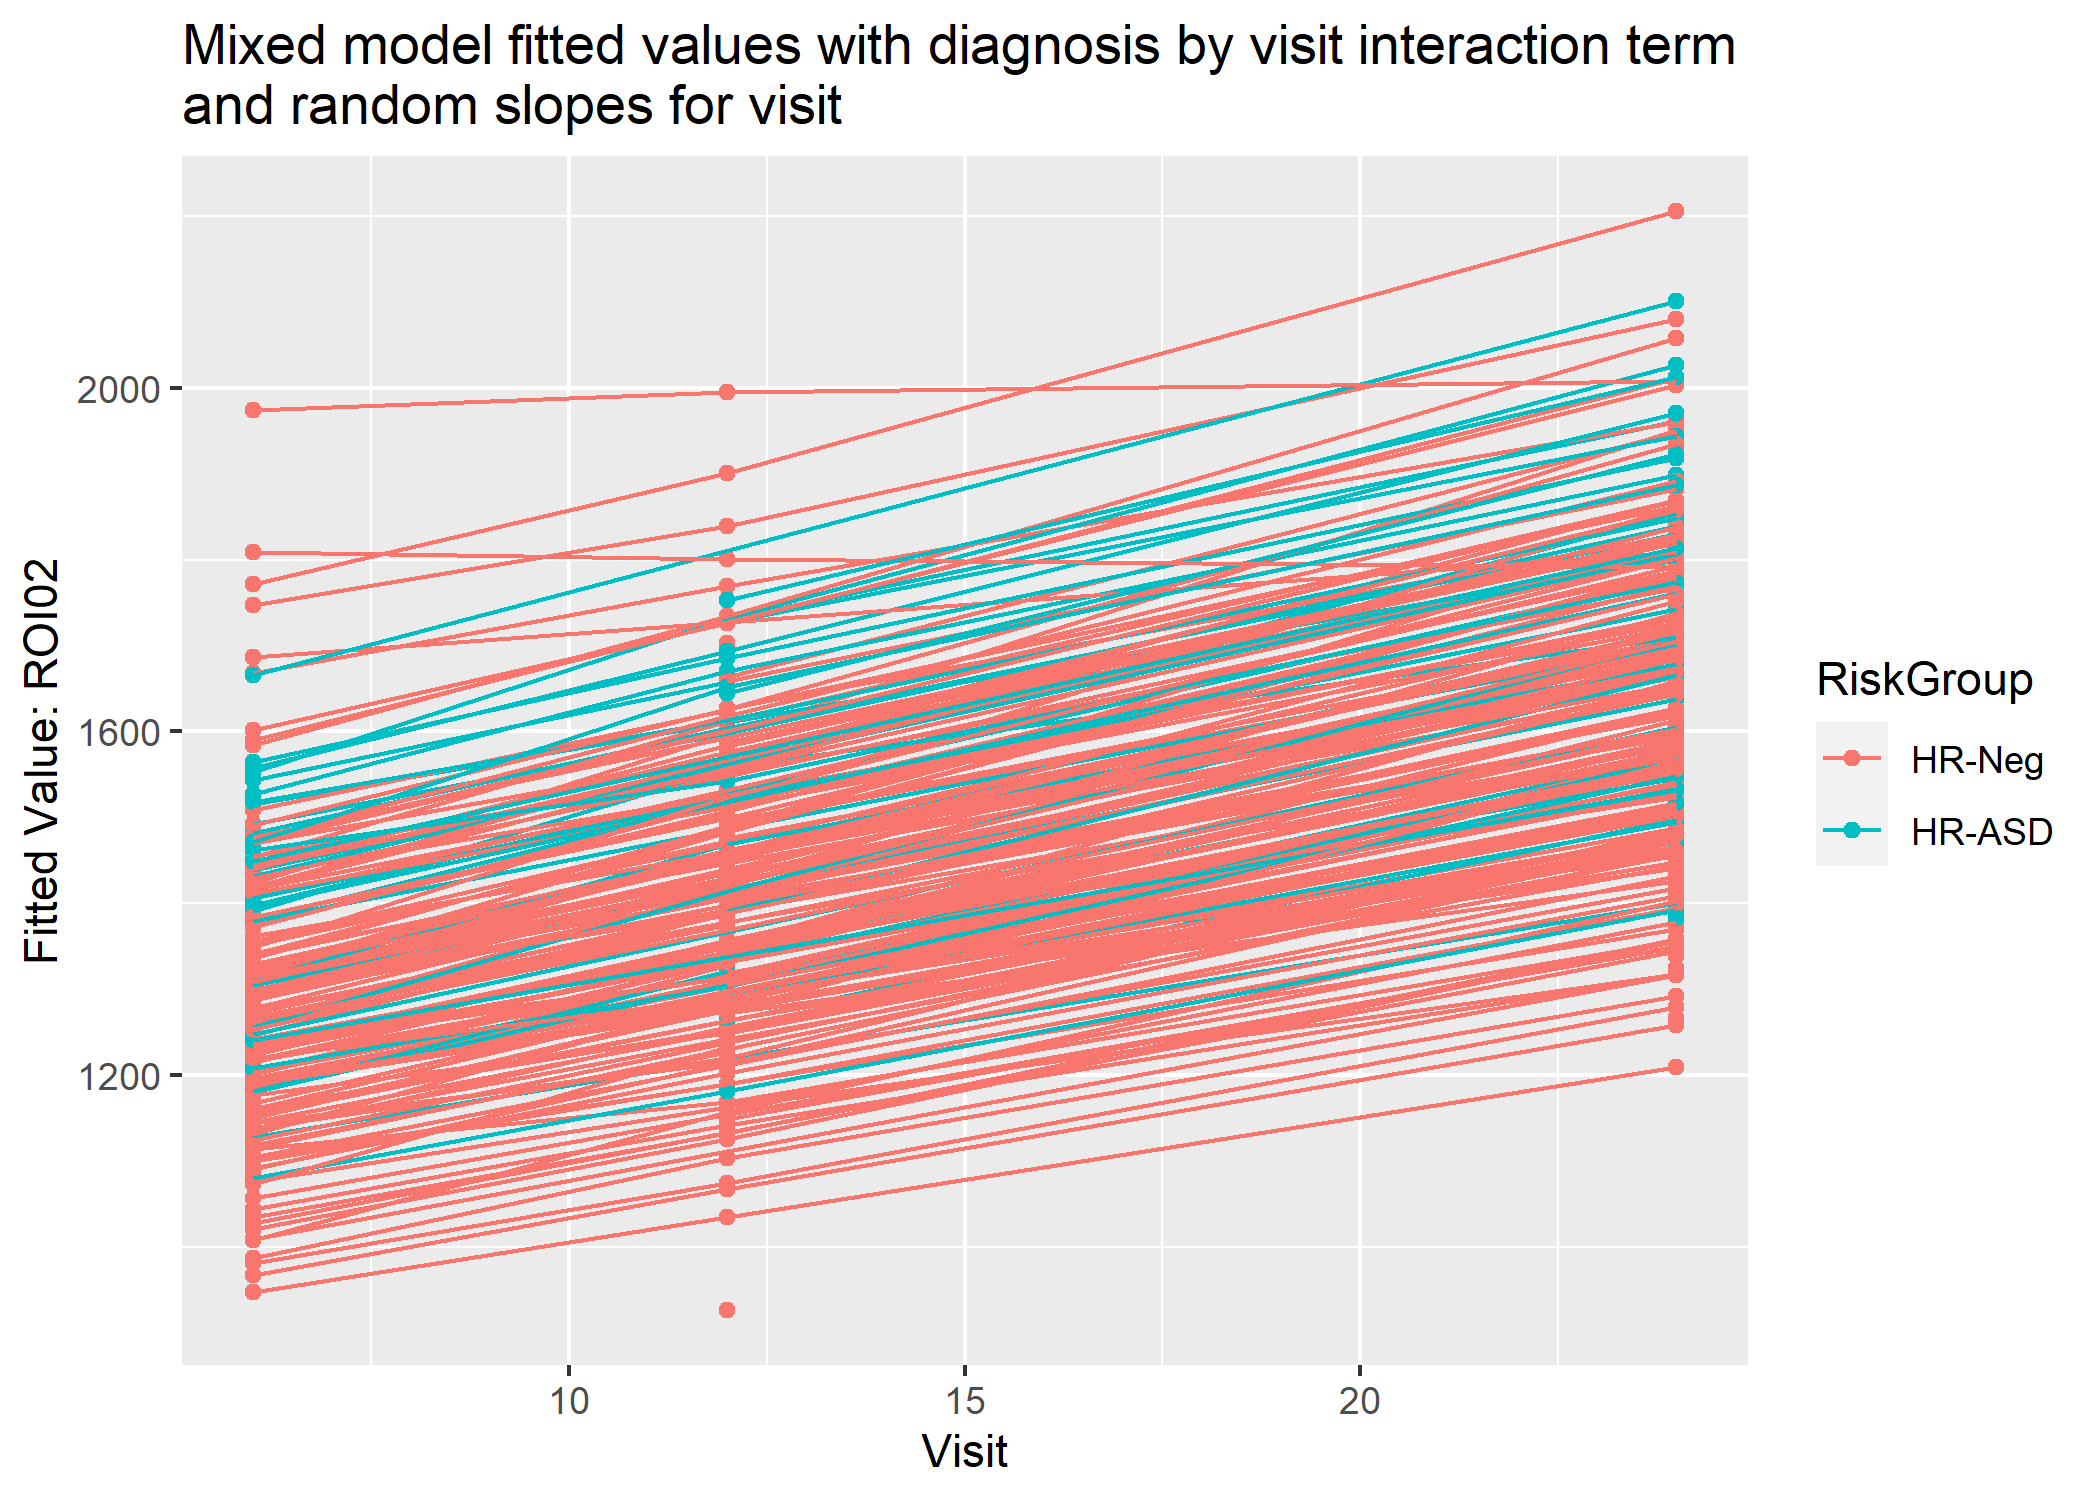 Mixed model fitted values with diagnosis by visit interaction term
and random slopes for visit
Fittted Value: ROI02
2000
1600
1200
10
15
20
Visit
RiskGroup
HR-Neg
HR-ASD